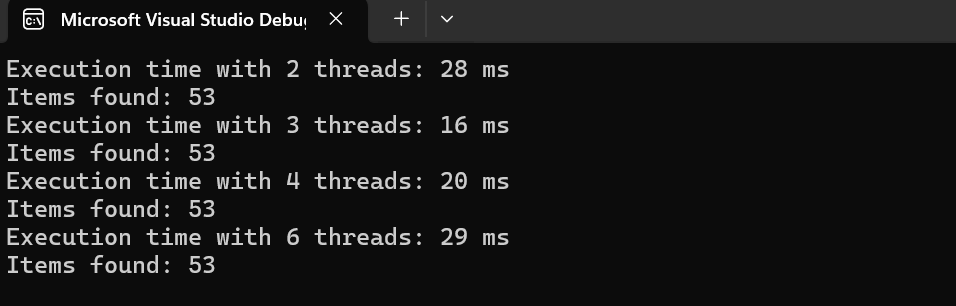 Microsoft Visual Studio Debu
Execution time with 2 threads: 28 ms
Items found: 53
Execution time with 3 threads: 16 ms
Items found: 53
Execution time with 4 threads: 20 ms
Items found: 53
Execution time with 6 threads: 29 ms
Items found: 53